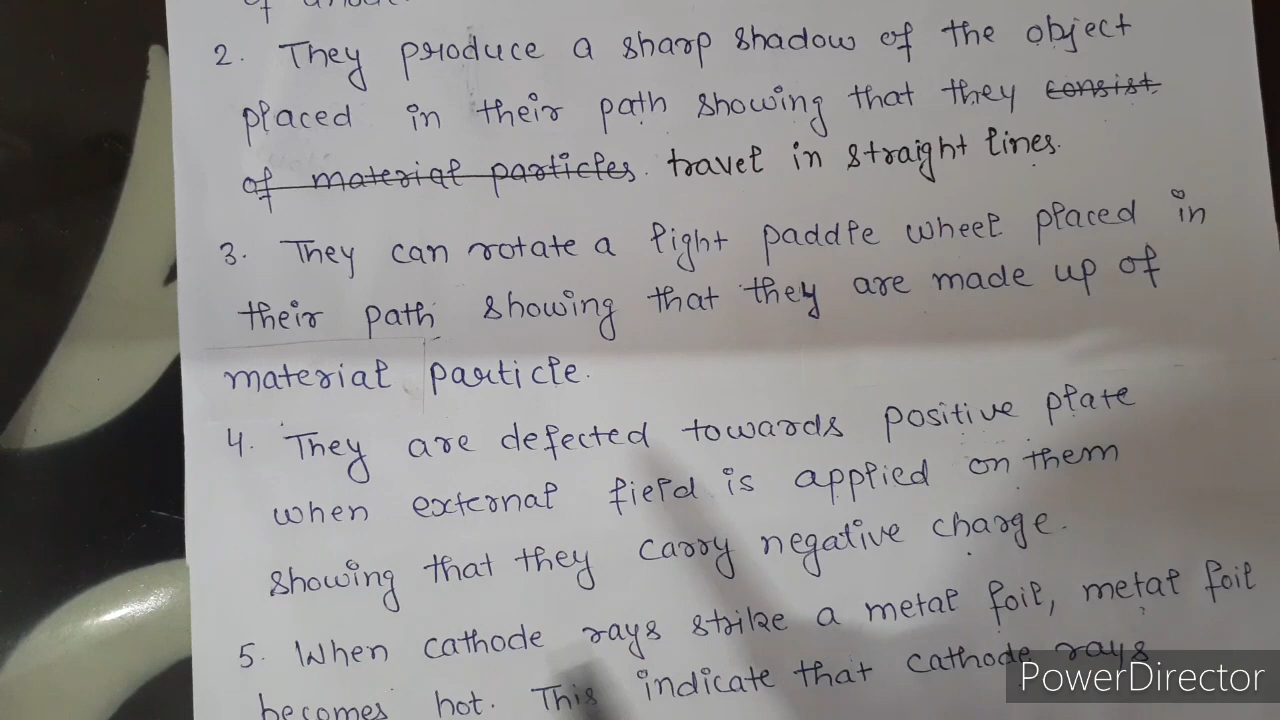 of
2. They produce a sharp shadow of the object
placed in their path showing that they consist
of material particles. travel in straight lines.
3. They can rotate a light paddle wheel placed in
their path showing that they are made up of
material particle.
4. They are defected towards positive plate
when external field is applied on them
showing that they carry negative charge.
5. When cathode rays strike a metal foil, metal foil
becomes hot. This indicate that cathode rays
PowerDirector